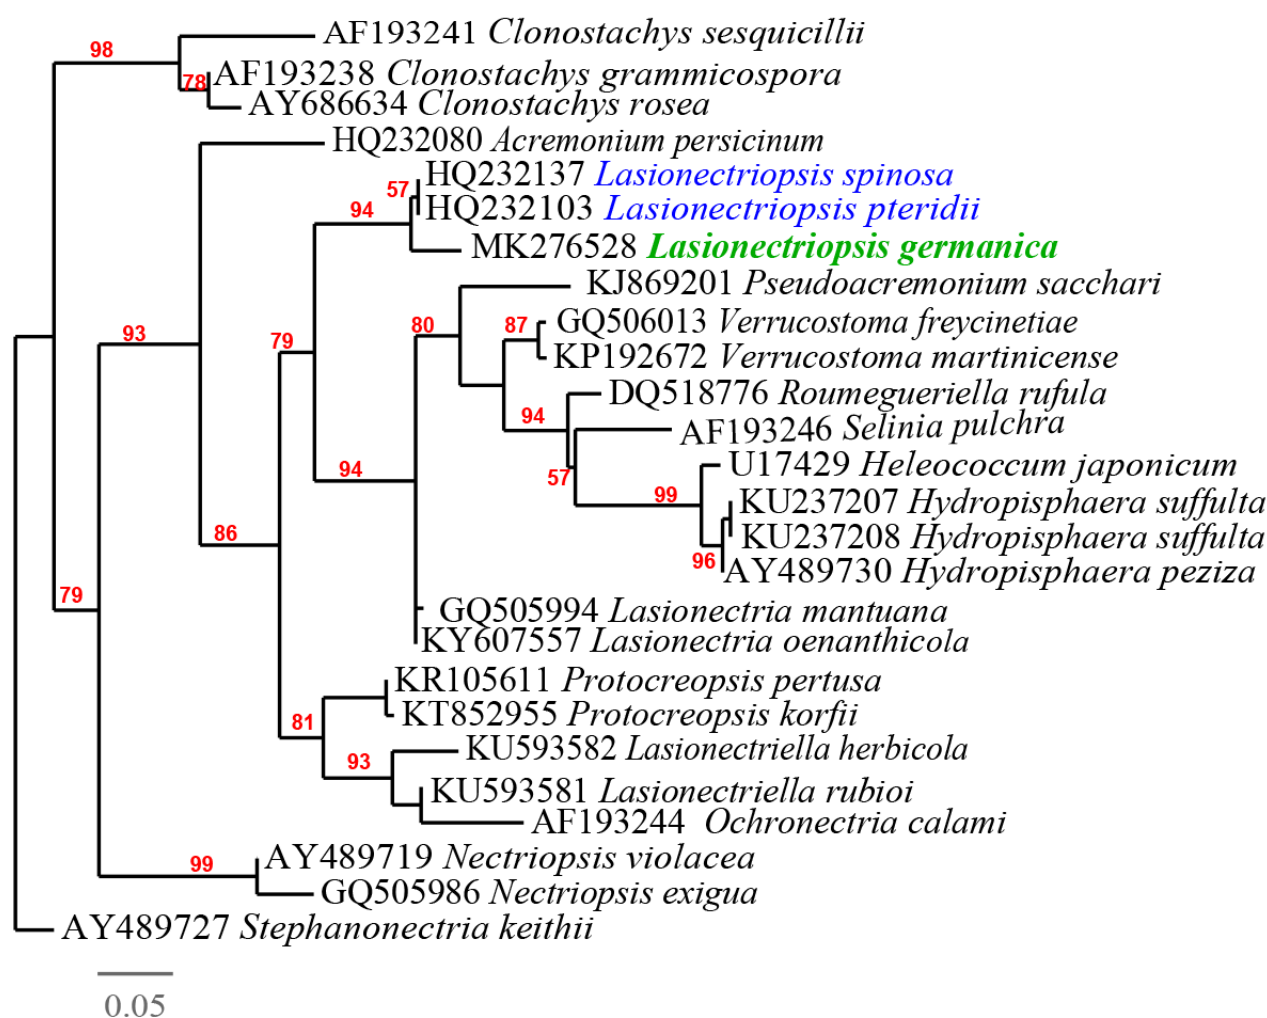 AF193241 Clonostachys sesquicillii
98
AF193238 Clonostachys grammicospora
78
AY686634 Clonostachys rosea
HQ232080 Acremonium persicinum
HQ232137 Lasionectriopsis spinosa
57
HQ232103 Lasionectriopsis pteridii
94
MK276528 Lasionectriopsis germanica
KJ869201 Pseudoacremonium sacchari
GQ506013 Verrucostoma freycinetiae
80
87
93
79
KP192672 Verrucostoma martinicense
DQ518776 Roumegueriella rufula
94
AF193246 Selinia pulchra
U17429 Heleococcum japonicum
94
57
99
KU237207 Hydropisphaera suffulta
86
KU237208 Hydropisphaera suffulta
96
AY489730 Hydropisphaera peziza
79
GQ505994 Lasionectria mantuana
KY607557 Lasionectria oenanthicola
KR105611 Protocreopsis pertusa
81
KT852955 Protocreopsis korfii
KU593582 Lasionectriella herbicola
93
KU593581 Lasionectriella rubioi
AF193244 Ochronectria calami
99
AY489719 Nectriopsis violacea
GQ505986 Nectriopsis exigua
AY489727 Stephanonectria keithii
0.05